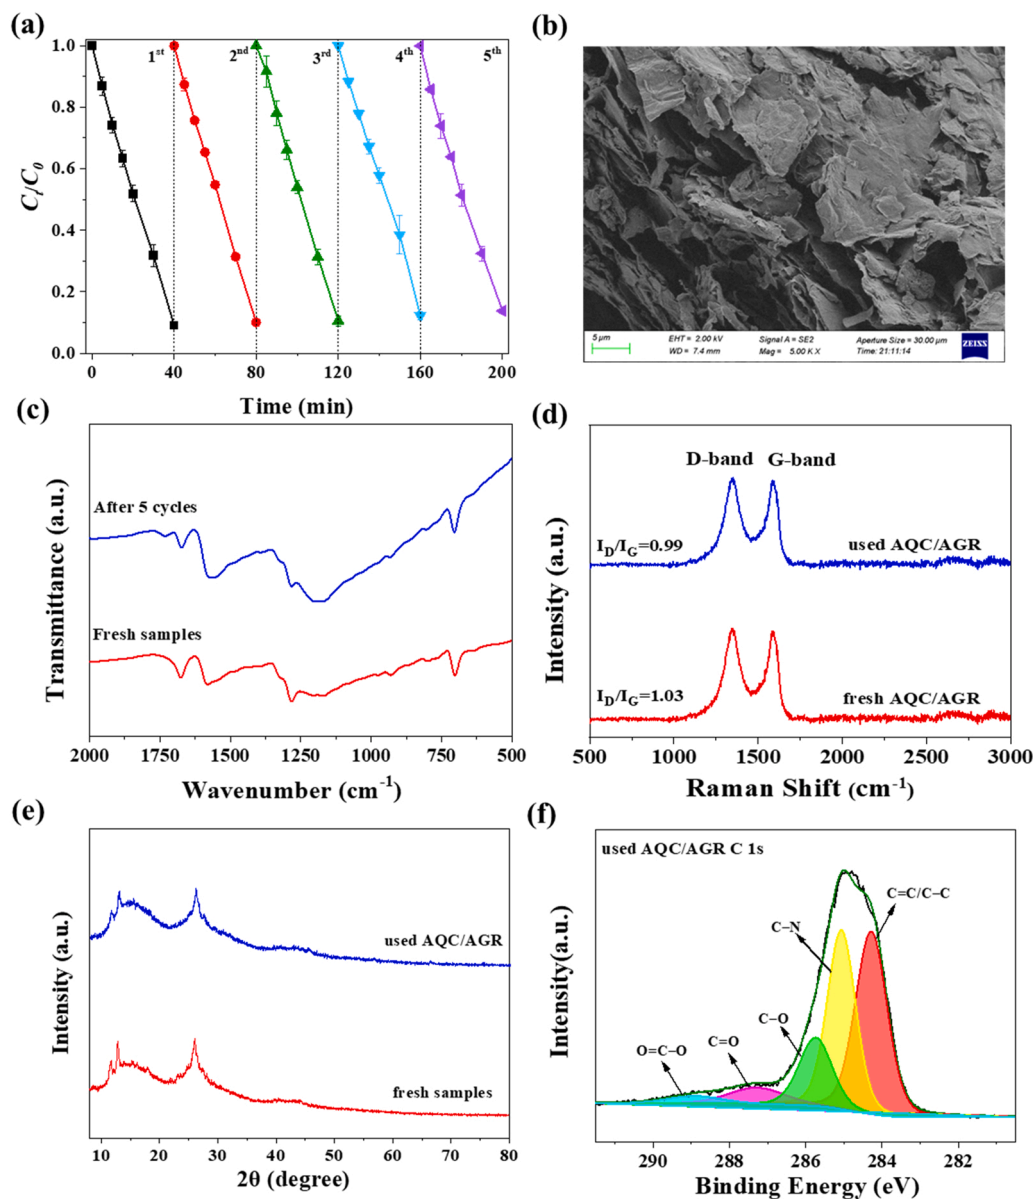 (a)
1.0
0.8
0.6
0.4
0.2
0.0
Ct/C0
1st
2nd
3rd
4th
5th
0 40 80 120 160 200
Time (min)
(b)
5 µm
EHT = 2.00 kV
WD = 7.4 mm
Signal A = SE2
Mag = 5.00 K X
Aperture Size = 30.00 µm
Time: 21:11:14
ZEISS
(c)
Transmittance (a.u.)
After 5 cycles
Fresh samples
2000 1750 1500 1250 1000 750 500
Wavenumber (cm-1)
(d)
Intensity (a.u.)
D-band G-band
ID/IG=0.99
used AQC/AGR
ID/IG=1.03
fresh AQC/AGR
500 1000 1500 2000 2500 3000
Raman Shift (cm-1)
(e)
Intensity (a.u.)
used AQC/AGR
fresh samples
10 20 30 40 50 60 70 80
2θ (degree)
(f)
Intensity(a.u.)
used AQC/AGR C 1s
C=C/C–C
C–N
C–O
C=O
O=C–O
290 288 286 284 282
Binding Energy (eV)